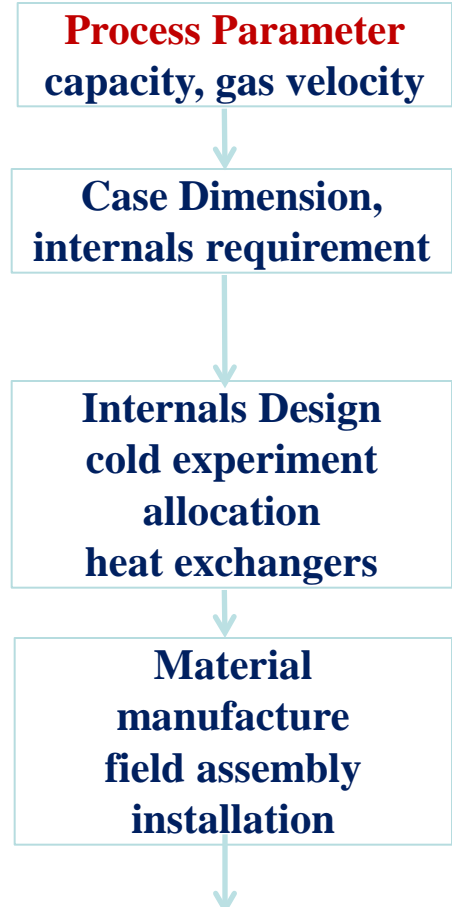 Process Parameter
capacity, gas velocity
Case Dimension,
internals requirement
Internals Design
cold experiment
allocation
heat exchangers
Material
manufacture
field assembly
installation